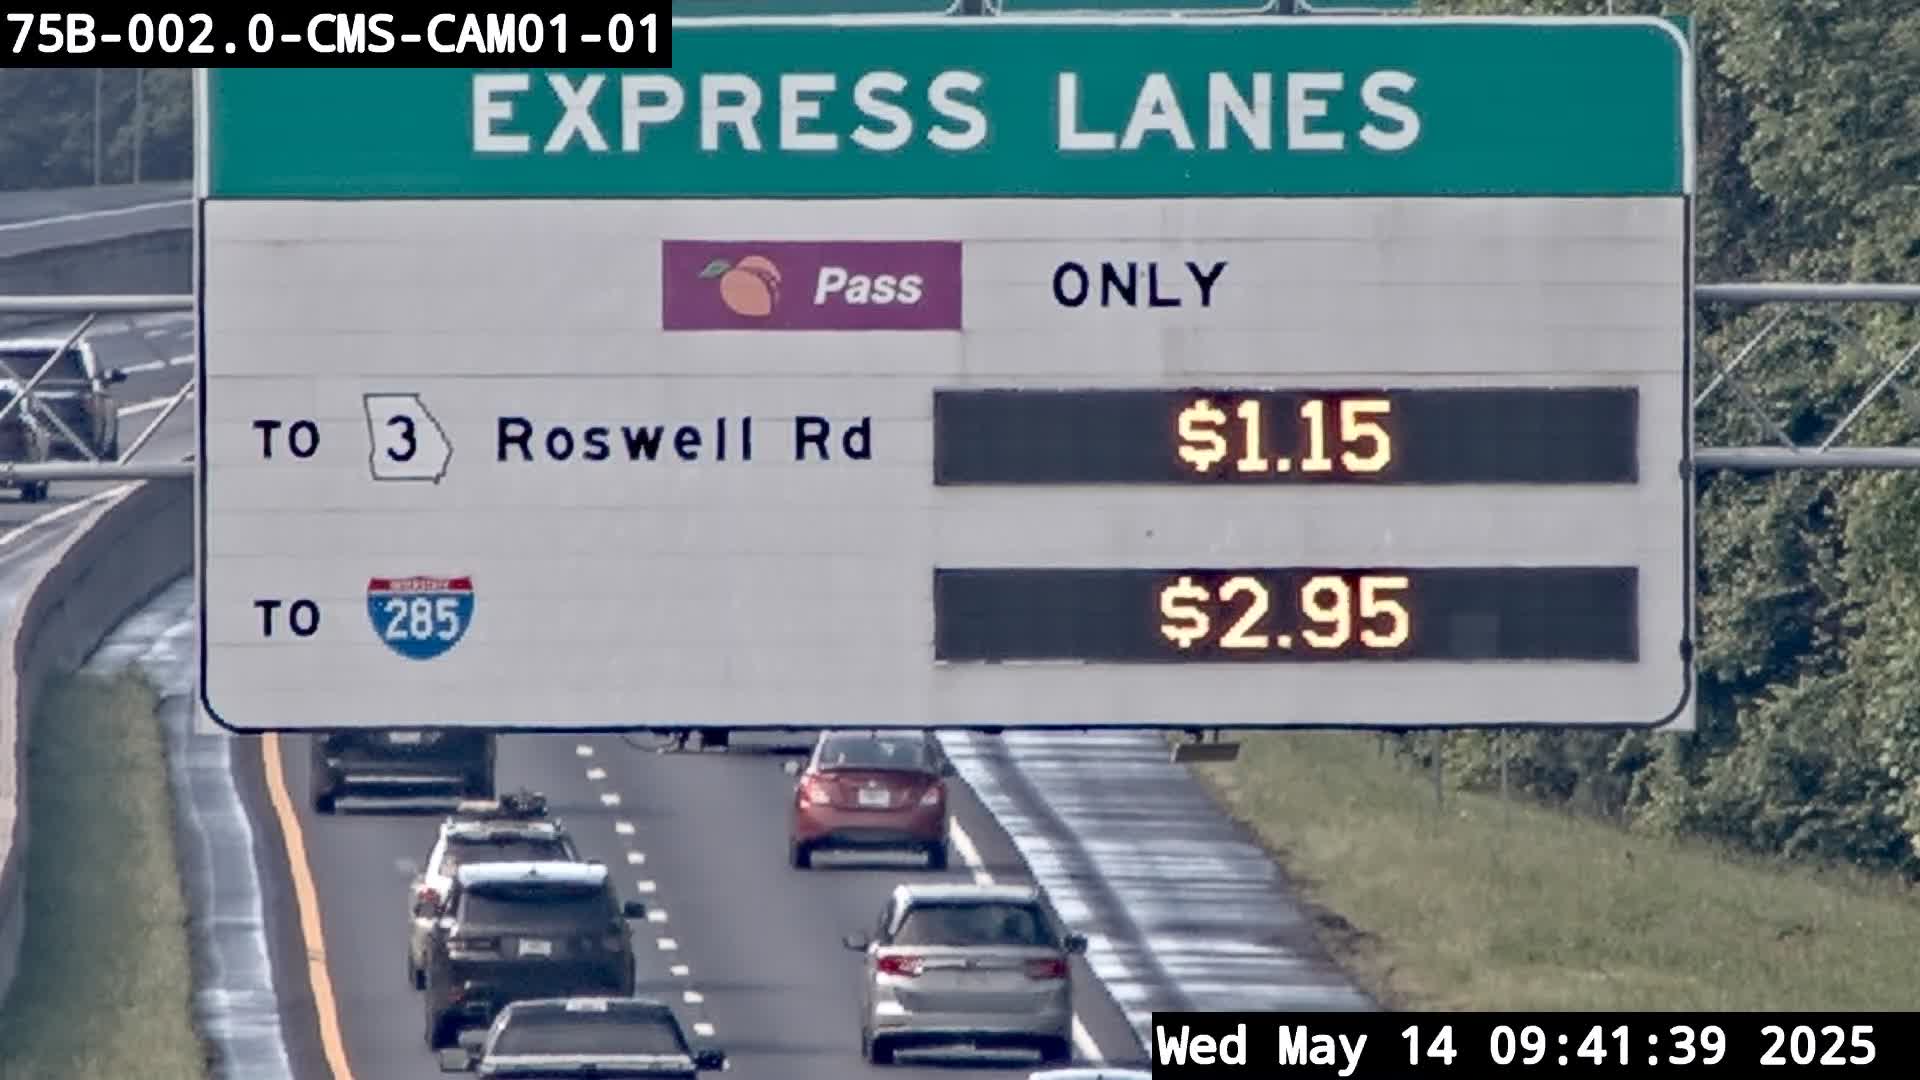 75B-002.0-CMS-CAM01-01
EXPRESS LANES
Pass ONLY
TO 3 Roswell Rd $1.15
INTERSTATE
TO 285 $2.95
Wed May 14 09:41:39 2025